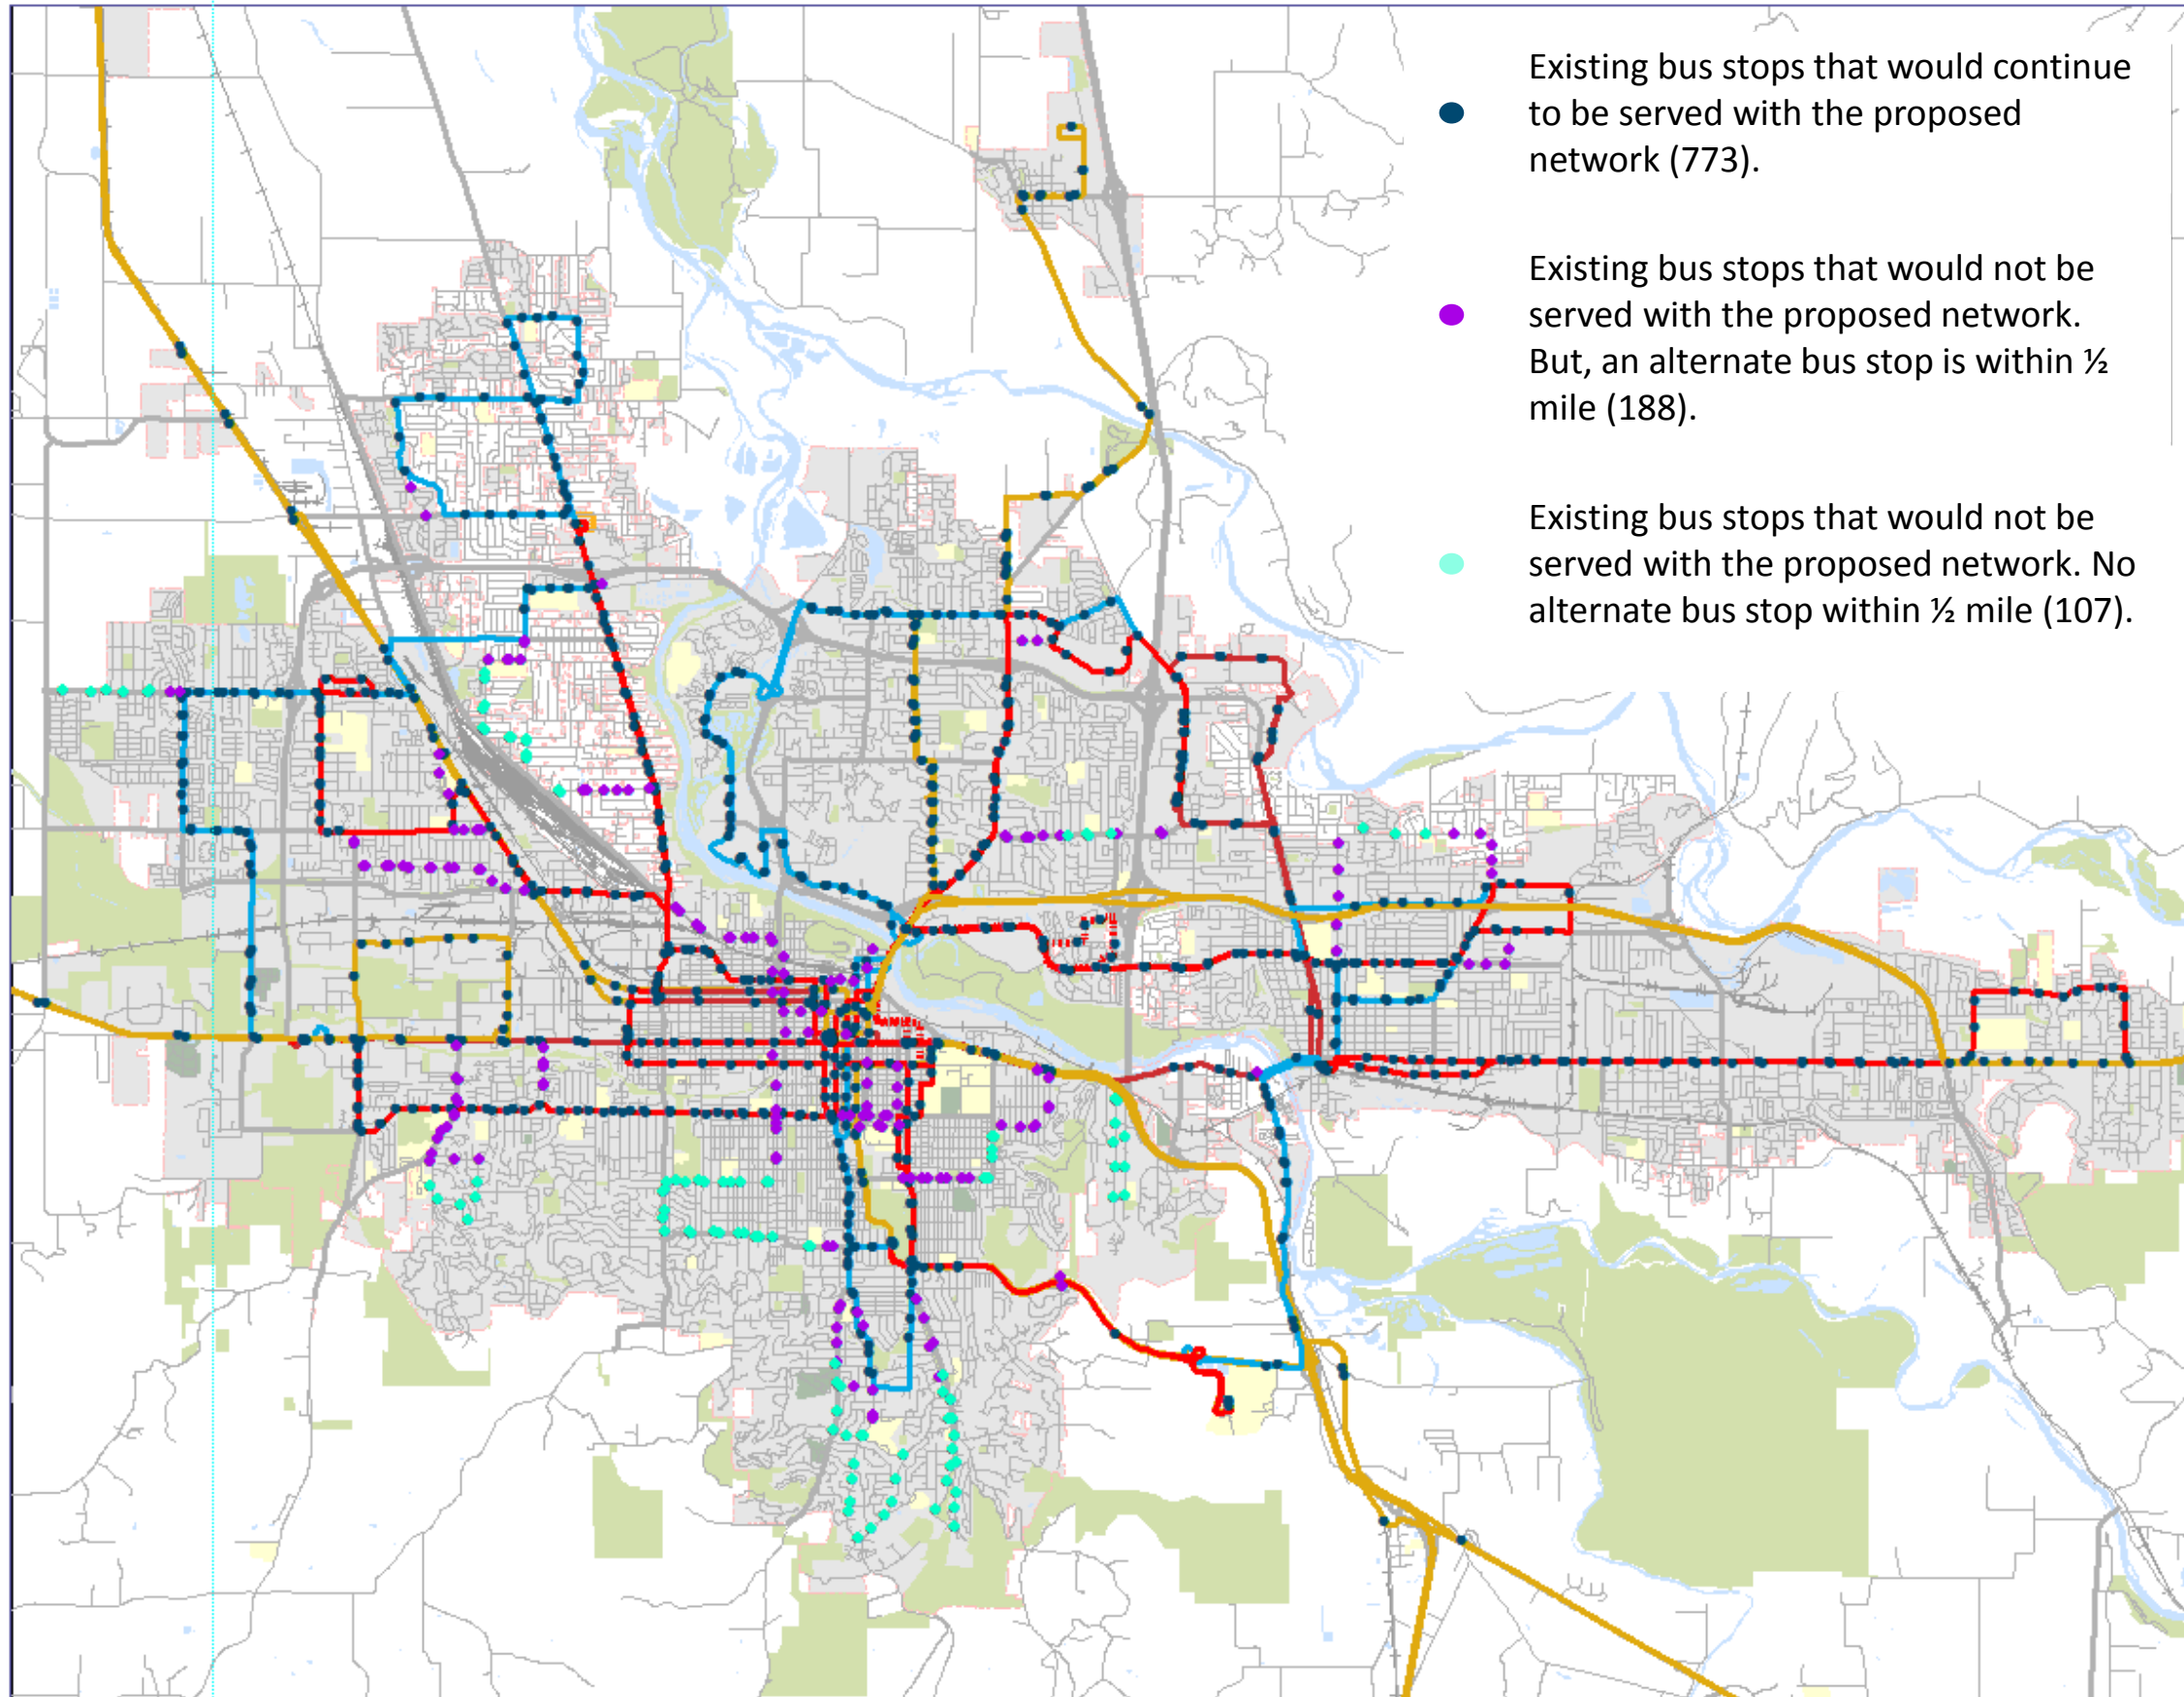 Existing bus stops that would continue
to be served with the proposed
network (773).
Existing bus stops that would not be
served with the proposed network.
But, an alternate bus stop is within ½
mile (188).
Existing bus stops that would not be
served with the proposed network. No
alternate bus stop within ½ mile (107).